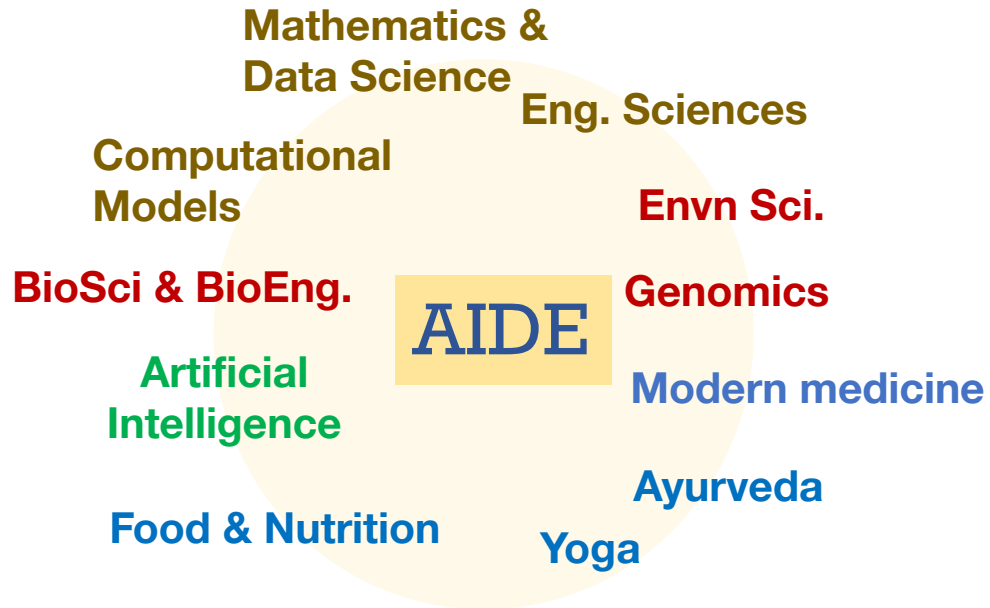 Mathematics &
Data Science
Eng. Sciences
Computational
Models
Envn Sci.
BioSci & BioEng.
Genomics
AIDE
Artificial
Intelligence
Modern medicine
Ayurveda
Food & Nutrition
Yoga